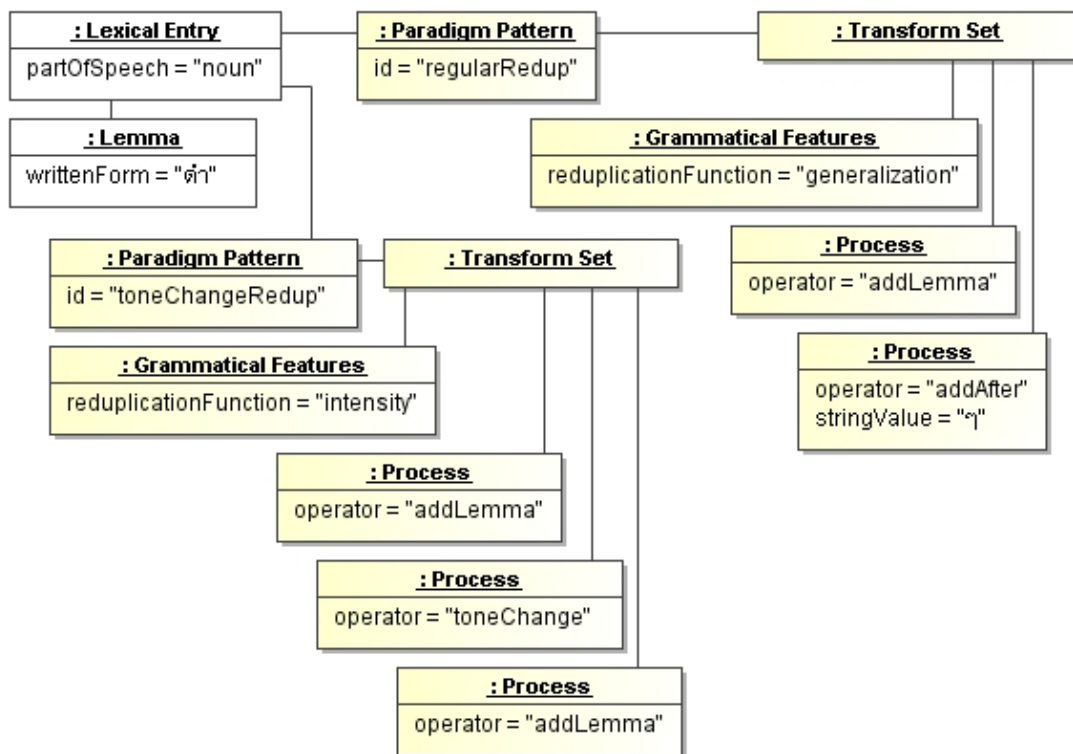 : Lexical Entry
partOfSpeech = "noun"
: Paradigm Pattern
id = "regularRedup"
: Transform Set
: Lemma
writtenForm = "ดำ"
: Grammatical Features
reduplicationFunction = "generalization"
: Process
operator = "addLemma"
: Process
operator = "addAfter"
stringValue = "ๆ"
: Paradigm Pattern
id = "toneChangeRedup"
: Transform Set
: Grammatical Features
reduplicationFunction = "intensity"
: Process
operator = "addLemma"
: Process
operator = "toneChange"
: Process
operator = "addLemma"